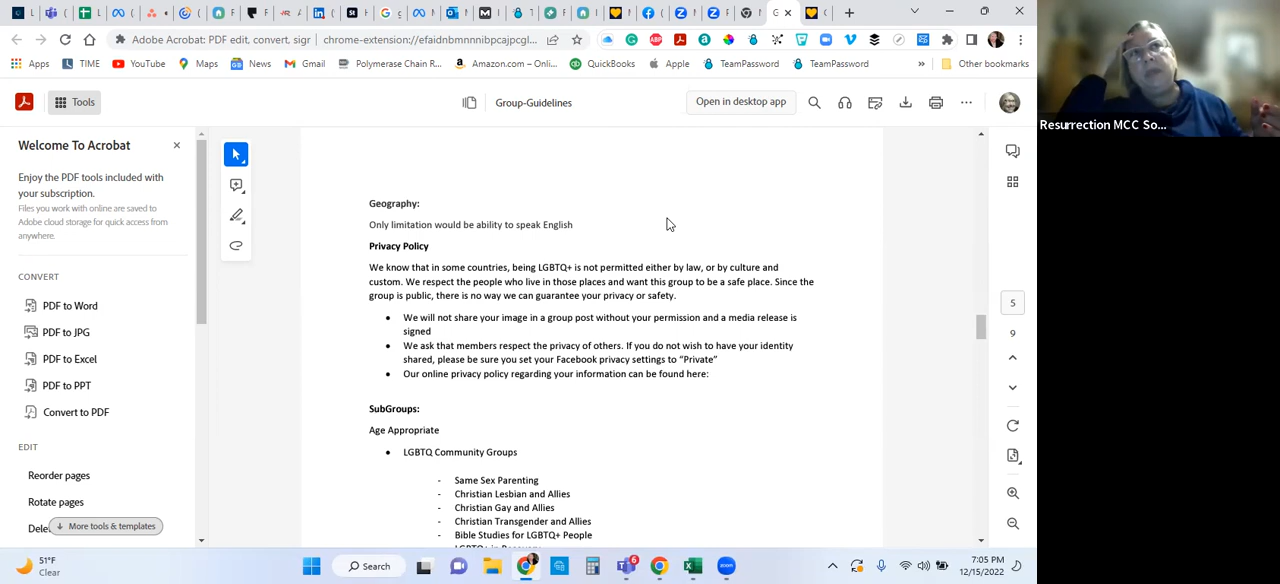 Adobe Acrobat: PDF edit, convert, sigr
chrome-extension://efaidnbmnnnibpcajpcgl...
Apps
TIME
YouTube
Maps
News
Gmail
Polymerase Chain R...
Amazon.com – Onli...
QuickBooks
Apple
TeamPassword
TeamPassword
»
Other bookmarks
Tools
Group-Guidelines
Open in desktop app
Resurrection MCC So...
Welcome To Acrobat
Enjoy the PDF tools included with
your subscription.
Files you work with online are saved to
Adobe cloud storage for quick access from
anywhere.
CONVERT
PDF to Word
PDF to JPG
PDF to Excel
PDF to PPT
Convert to PDF
EDIT
Reorder pages
Rotate pages
Dele
More tools & templates
Geography:
Only limitation would be ability to speak English
Privacy Policy
We know that in some countries, being LGBTQ+ is not permitted either by law, or by culture and
custom. We respect the people who live in those places and want this group to be a safe place. Since the
group is public, there is no way we can guarantee your privacy or safety.
• We will not share your image in a group post without your permission and a media release is
signed
• We ask that members respect the privacy of others. If you do not wish to have your identity
shared, please be sure you set your Facebook privacy settings to “Private”
• Our online privacy policy regarding your information can be found here:
SubGroups:
Age Appropriate
• LGBTQ Community Groups
- Same Sex Parenting
- Christian Lesbian and Allies
- Christian Gay and Allies
- Christian Transgender and Allies
- Bible Studies for LGBTQ+ People
5
9
51°F
Clear
Search
6
zoom
7:05 PM
12/15/2022